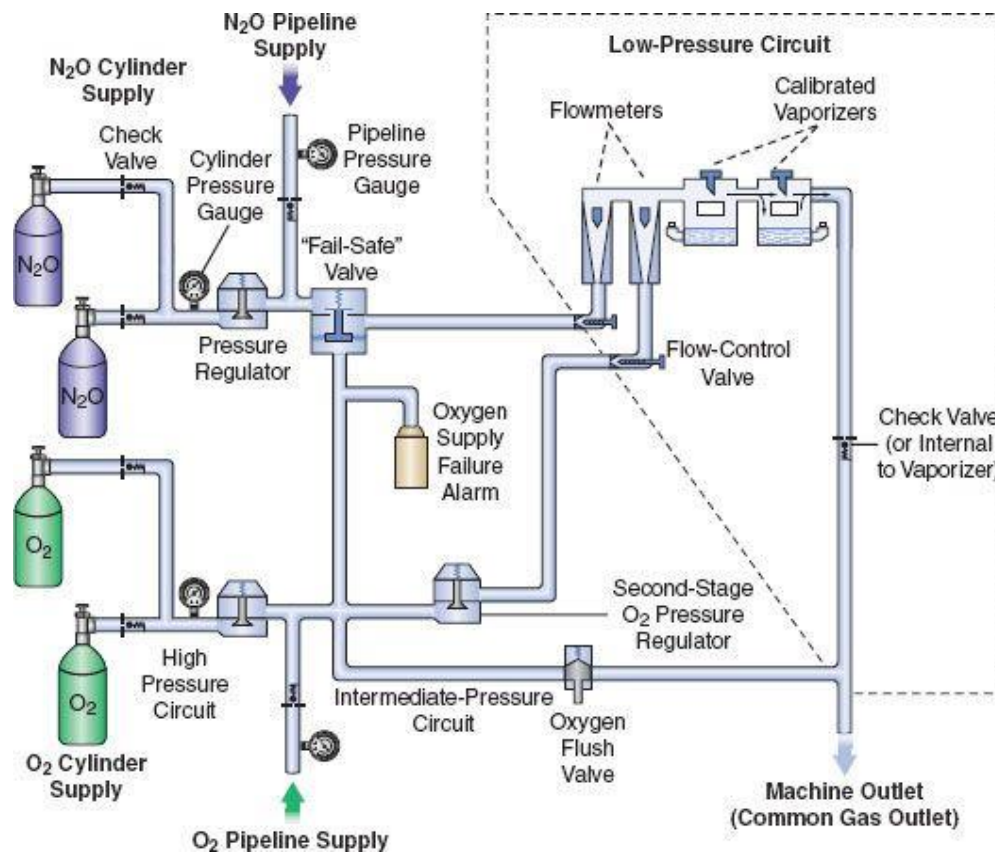 N2O Pipeline
Supply
Low-Pressure Circuit
N2O Cylinder
Supply
Calibrated
Vaporizers
Flowmeters
Check
Valve
Cylinder
Pressure
Gauge
Pipeline
Pressure
Gauge
"Fail-Safe"
Valve
N2O
Pressure
Regulator
Flow-Control
Valve
N2O
Oxygen
Supply
Failure
Alarm
Check Valve
(or Internal
to Vaporizer)
O2
Second-Stage
O2 Pressure
Regulator
High
Pressure
Circuit
O2
Intermediate-Pressure
Circuit
Oxygen
Flush
Valve
O2 Cylinder
Supply
Machine Outlet
(Common Gas Outlet)
O2 Pipeline Supply